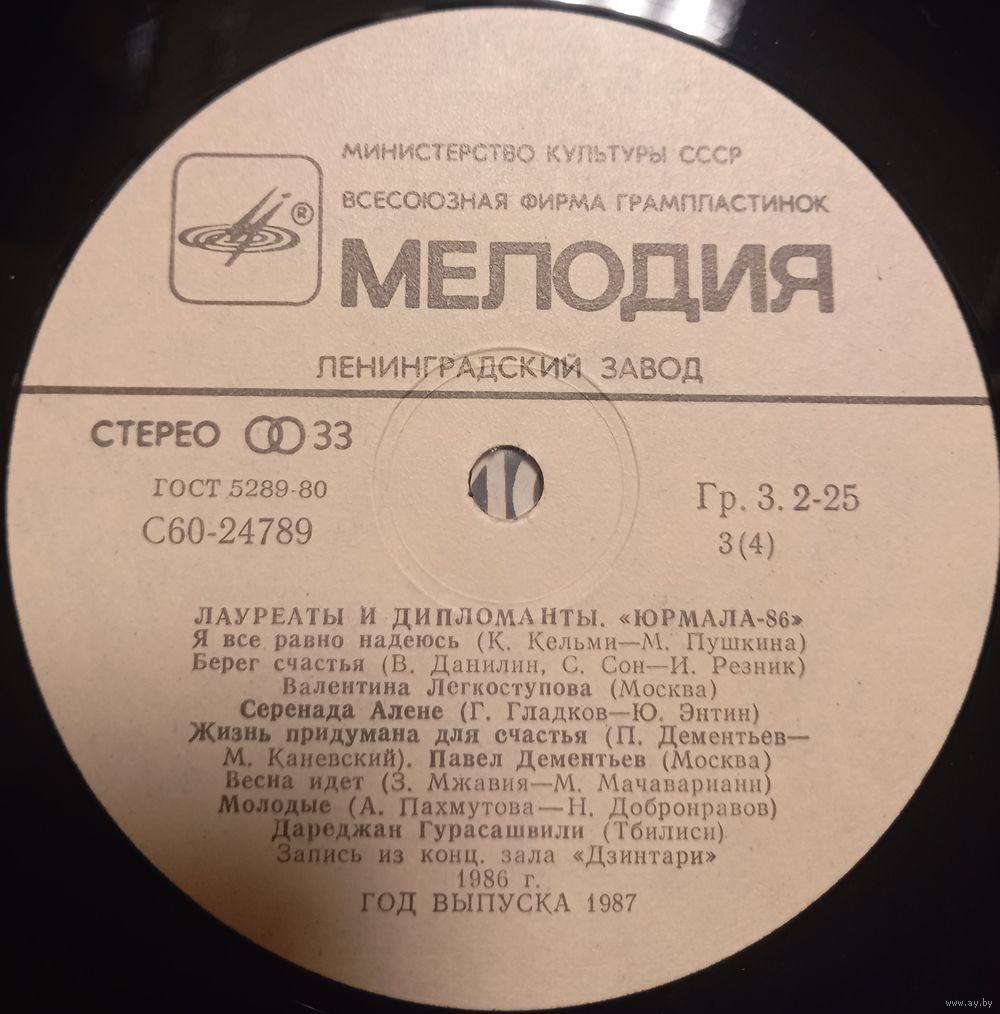 МИНИСТЕРСТВО КУЛЬТУРЫ СССР
ВСЕСОЮЗНАЯ ФИРМА ГРАМПЛАСТИНОК
®
МЕЛОДИЯ
ЛЕНИНГРАДСКИЙ ЗАВОД
СТЕРЕО 33
ГОСТ 5289-80
С60-24789
Гр. 3. 2-25
3(4)
ЛАУРЕАТЫ И ДИПЛОМАНТЫ. «ЮРМАЛА-86»
Я все равно надеюсь (К. Кельми—М. Пушкина)
Берег счастья (В. Данилин, С. Сон—И. Резник)
Валентина Легкоступова (Москва)
Серенада Алене (Г. Гладков—Ю. Энтин)
Жизнь придумана для счастья (П. Дементьев—
М. Каневский). Павел Дементьев (Москва)
Весна идет (З. Мжавия—М. Мачавариани)
Молодые (А. Пахмутова—Н. Добронравов)
Дареджан Гурасашвили (Тбилиси)
Запись из конц. зала «Дзинтари»
1986 г.
ГОД ВЫПУСКА 1987
www.ay.by